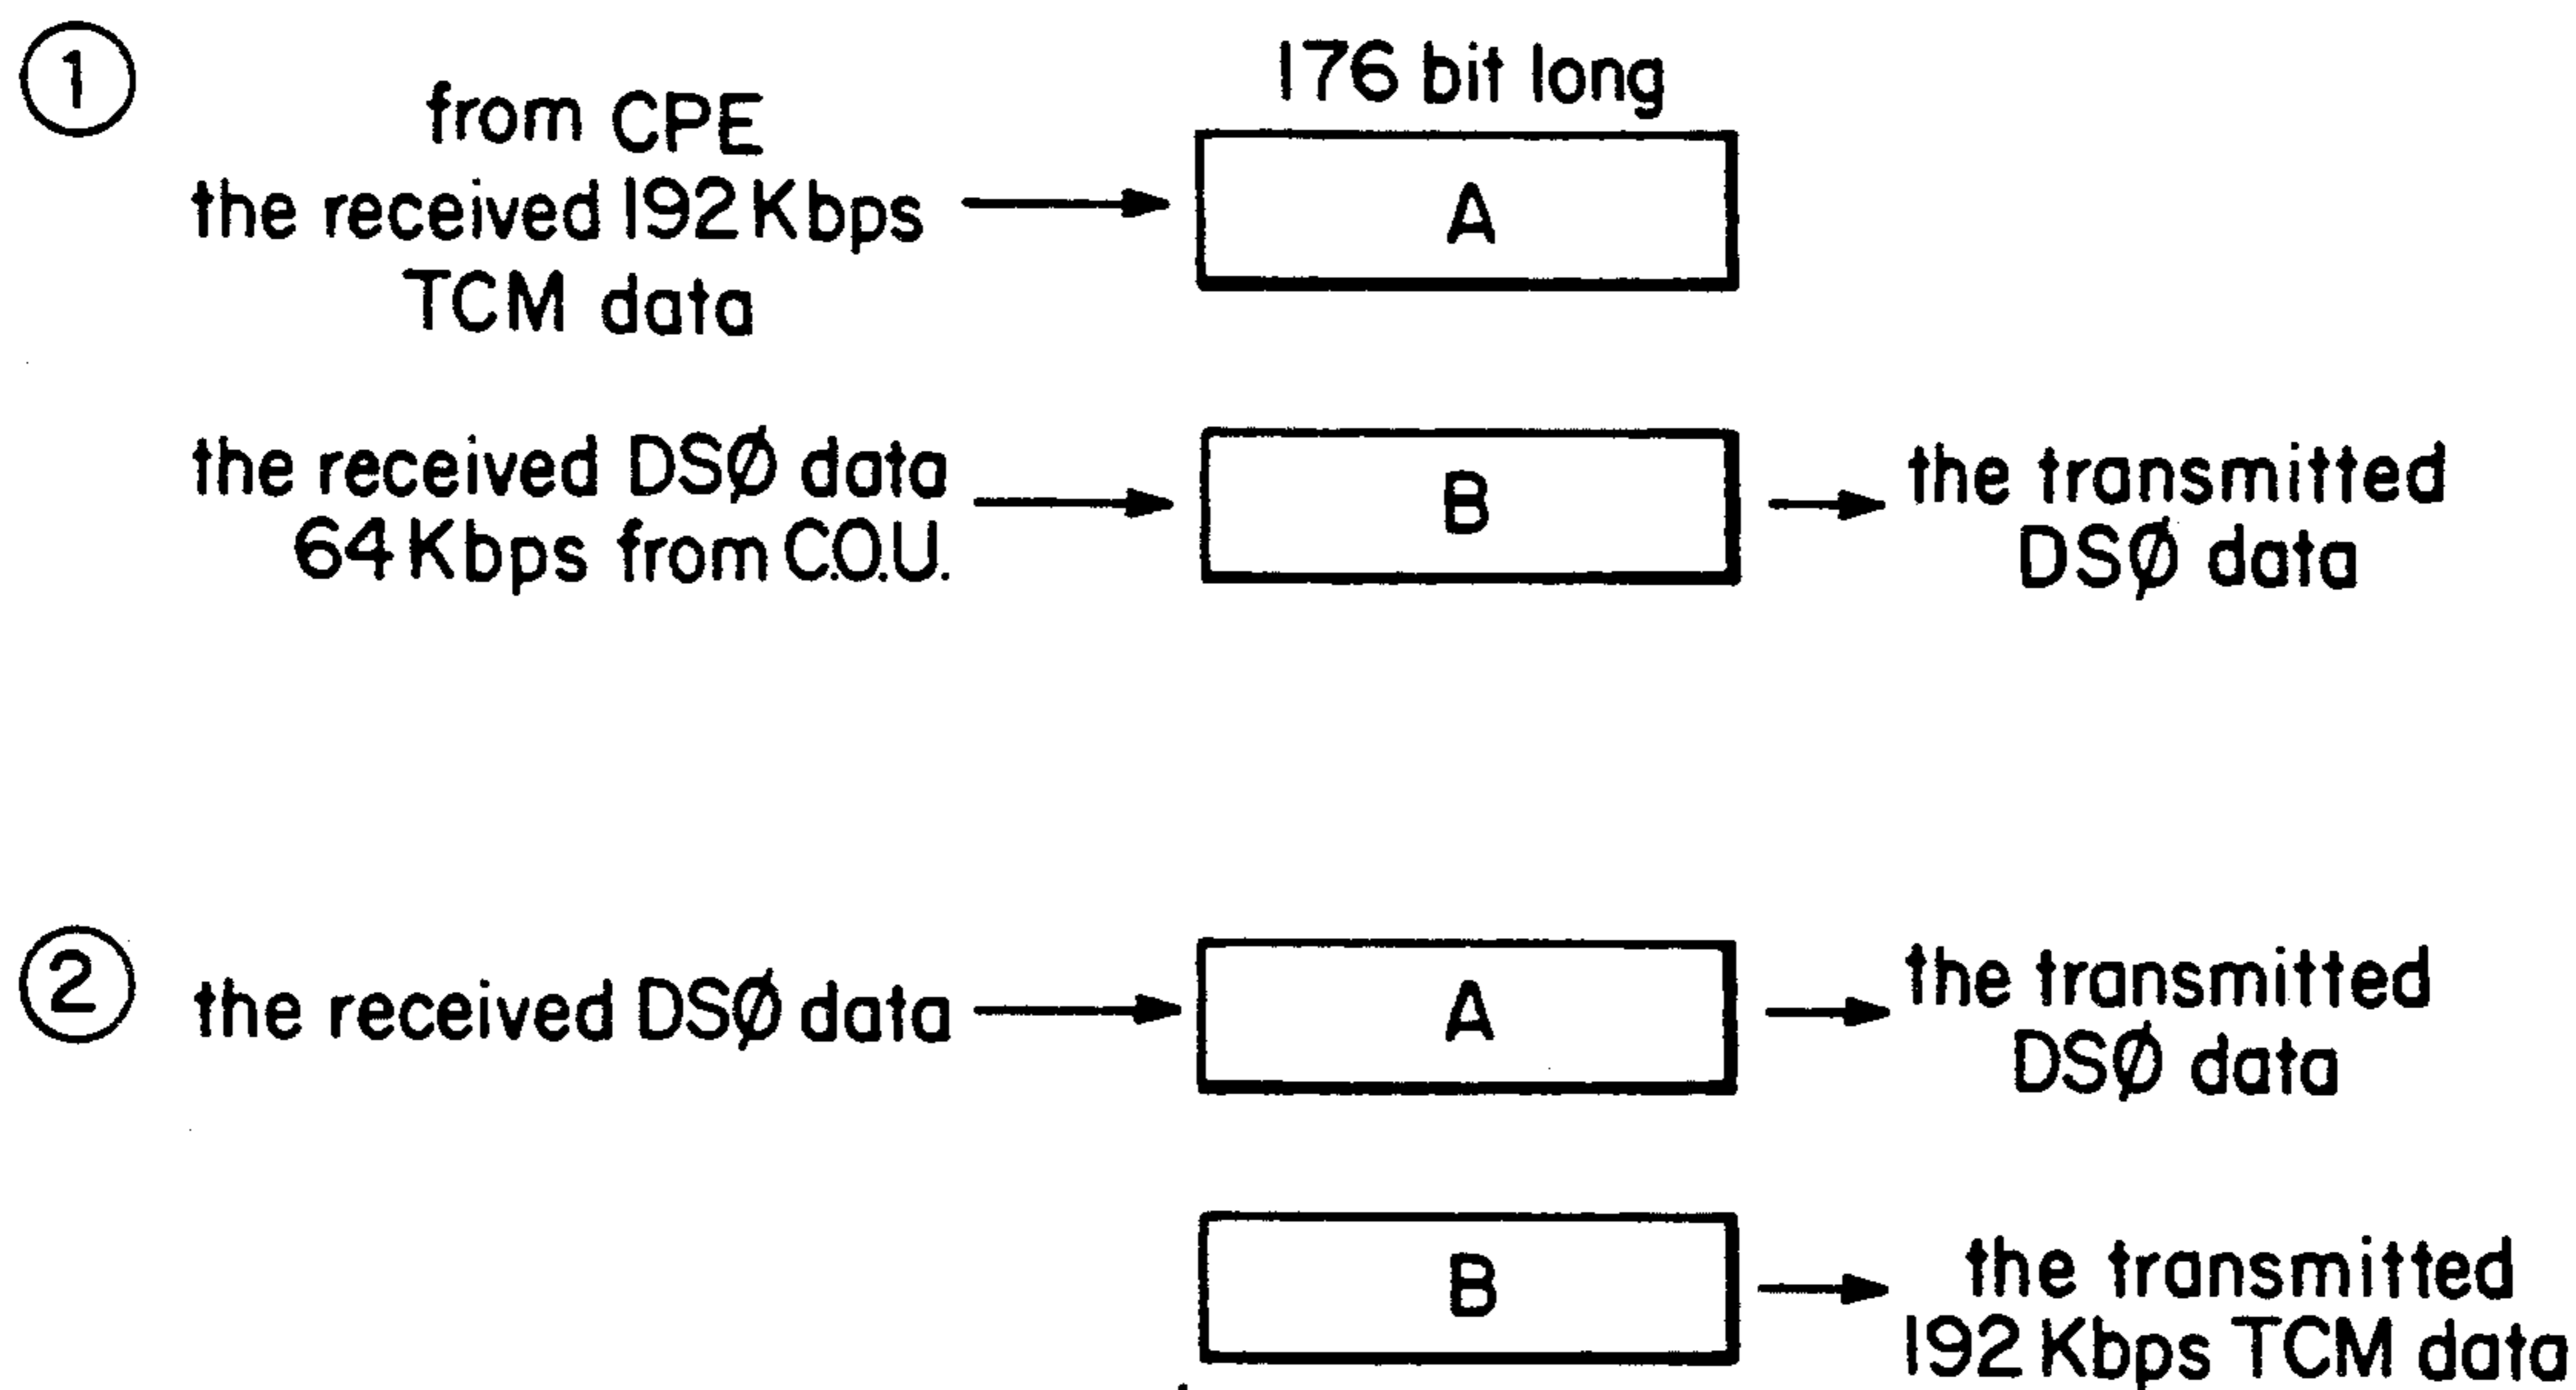 ①
176 bit long
from CPE
the received 192 Kbps
TCM data
A
the received DSØ data
64 Kbps from C.O.U.
B
the transmitted
DSØ data
②
the received DSØ data
A
the transmitted
DSØ data
B
the transmitted
192 Kbps TCM data